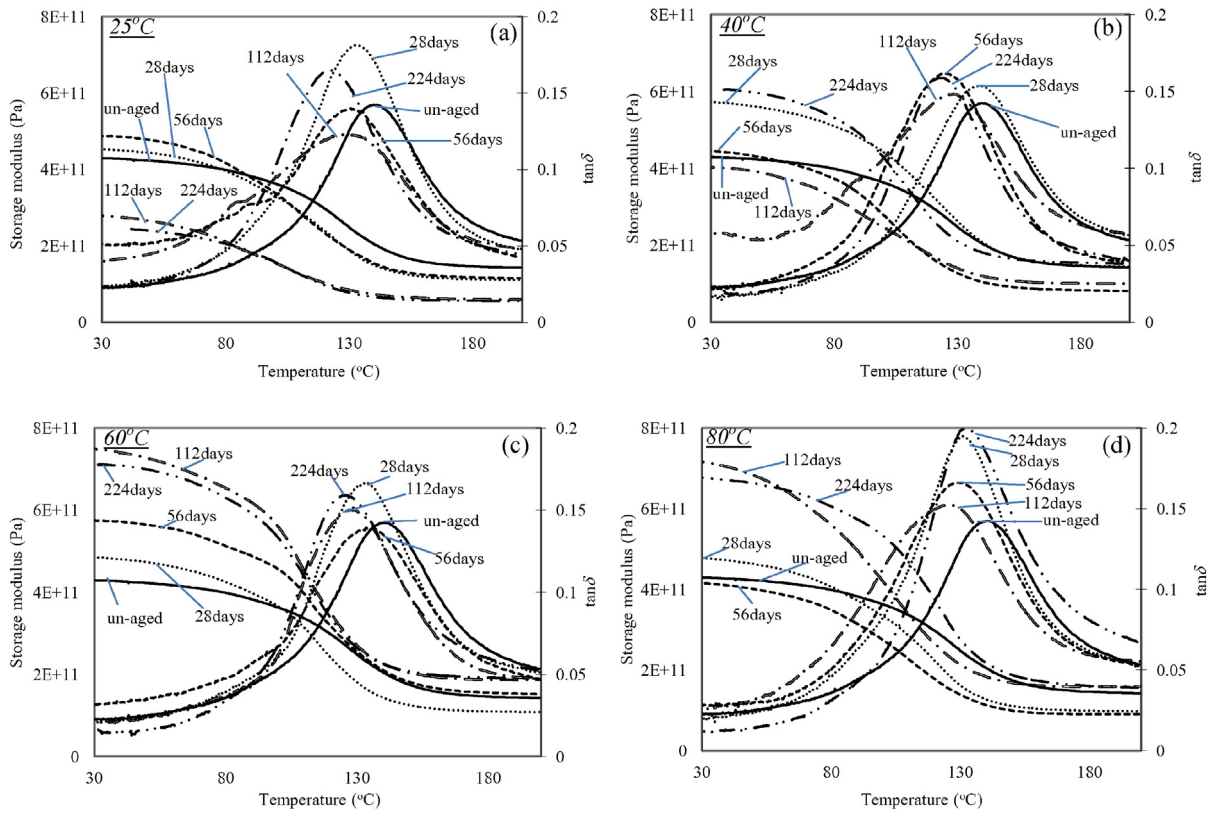 25°C
(a)
8E+11
6E+11
4E+11
2E+11
0
Storage modulus (Pa)
0.2
0.15
0.1
0.05
0
tanδ
28days
112days
28days
224days
un-aged
un-aged
56days
56days
112days
224days
30
80
130
180
Temperature (°C)
40°C
(b)
8E+11
6E+11
4E+11
2E+11
0
Storage modulus (Pa)
0.2
0.15
0.1
0.05
0
tanδ
112days
56days
224days
28days
224days
28days
un-aged
56days
un-aged
112days
30
80
130
180
Temperature (°C)
60°C
(c)
8E+11
6E+11
4E+11
2E+11
0
Storage modulus (Pa)
0.2
0.15
0.1
0.05
0
tanδ
112days
224days
224days
28days
112days
56days
un-aged
56days
un-aged
28days
30
80
130
180
Temperature (°C)
80°C
(d)
8E+11
6E+11
4E+11
2E+11
0
Storage modulus (Pa)
0.2
0.15
0.1
0.05
0
tanδ
112days
224days
224days
28days
56days
112days
un-aged
28days
un-aged
56days
30
80
130
180
Temperature (°C)